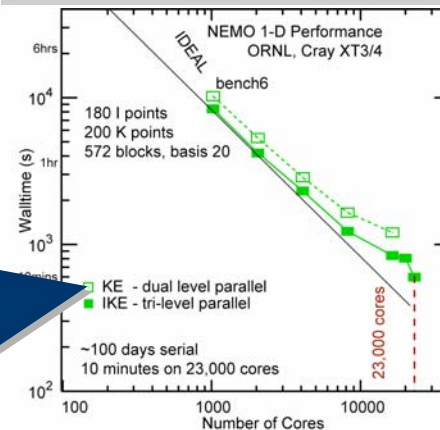 NEMO 1-D Performance
ORNL, Cray XT3/4
6hrs
IDEAL
bench6
10⁴
180 I points
200 K points
572 blocks, basis 20
1hr
Walltime (s)
10³
KE - dual level parallel
IKE - tri-level parallel
~100 days serial
10 minutes on 23,000 cores
23,000 cores
10²
100
1000
10000
Number of Cores